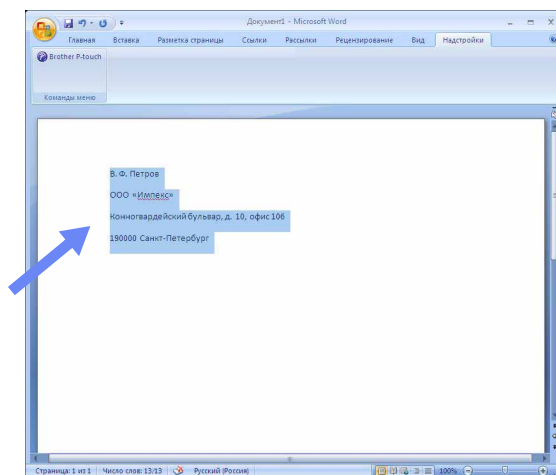 Документ1 - Microsoft Word
Главная Вставка Разметка страницы Ссылки Рассылки Рецензирование Вид Надстройки
Brother P-touch
Команды меню
В. Ф. Петров
ООО «Импекс»
Конногвардейский бульвар, д. 10, офис 106
190000 Санкт-Петербург
Страница: 1 из 1 Число слов: 13/13 Русский (Россия) 100%